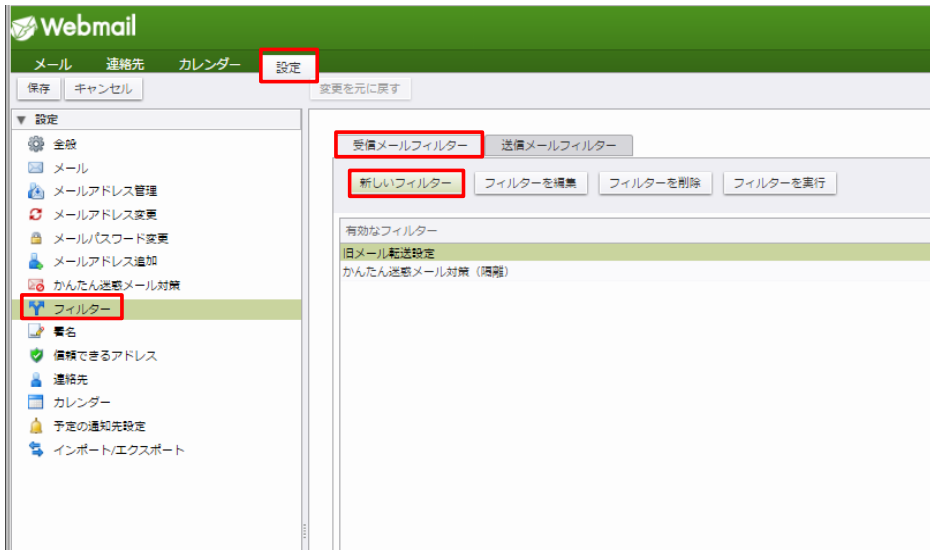 Webmail
メール 連絡先 カレンダー 設定
保存 キャンセル 変更を元に戻す
▼ 設定
全般
メール
メールアドレス管理
メールアドレス変更
メールパスワード変更
メールアドレス追加
かんたん迷惑メール対策
フィルター
署名
信頼できるアドレス
連絡先
カレンダー
予定の通知先設定
インポート/エクスポート
受信メールフィルター 送信メールフィルター
新しいフィルター フィルターを編集 フィルターを削除 フィルターを実行
有効なフィルター
旧メール転送設定
かんたん迷惑メール対策（隔離）